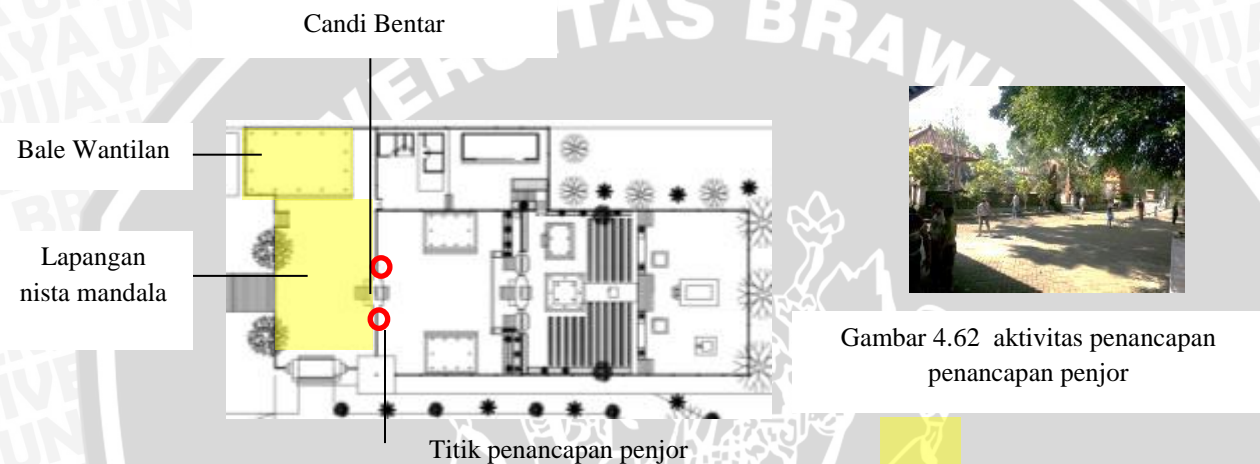 Candi Bentar
Bale Wantilan
Lapangan
nista mandala
Titik penancapan penjor
Gambar 4.62 aktivitas penancapan
penancapan penjor